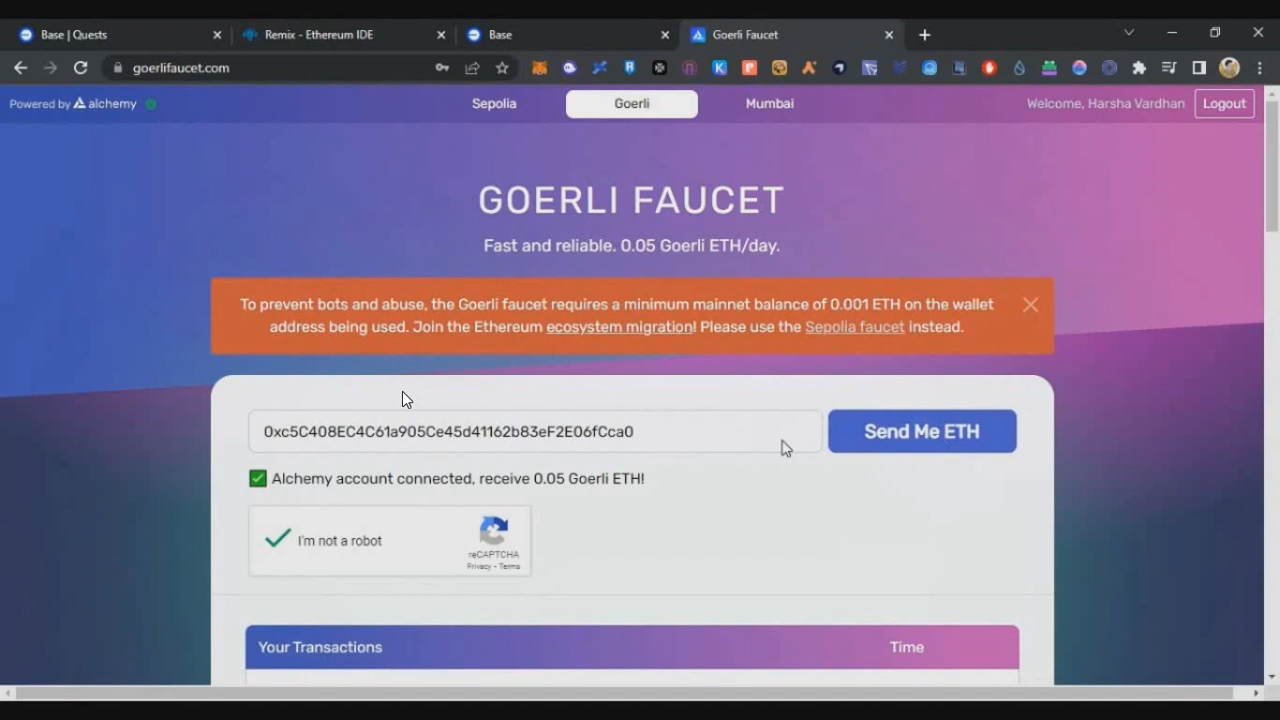 Base | Quests
Remix - Ethereum IDE
Base
Goerli Faucet
goerlifaucet.com
Powered by alchemy
Sepolia
Goerli
Mumbai
Welcome, Harsha Vardhan
Logout
GOERLI FAUCET
Fast and reliable. 0.05 Goerli ETH/day.
To prevent bots and abuse, the Goerli faucet requires a minimum mainnet balance of 0.001 ETH on the wallet
address being used. Join the Ethereum ecosystem migration! Please use the Sepolia faucet instead.
0xc5C408EC4C61a905Ce45d41162b83eF2E06fCca0
Send Me ETH
Alchemy account connected, receive 0.05 Goerli ETH!
I'm not a robot
reCAPTCHA
Privacy - Terms
Your Transactions
Time